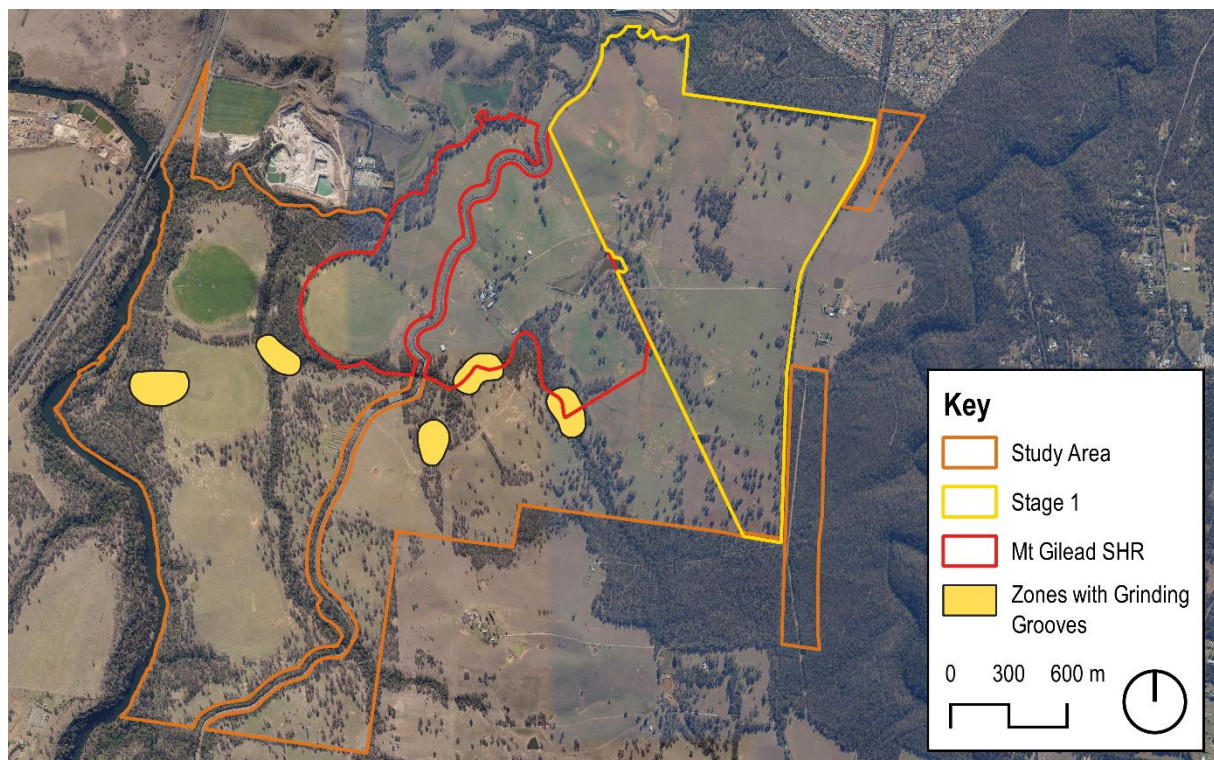 Key
Study Area
Stage 1
Mt Gilead SHR
Zones with Grinding
Grooves
0 300 600 m